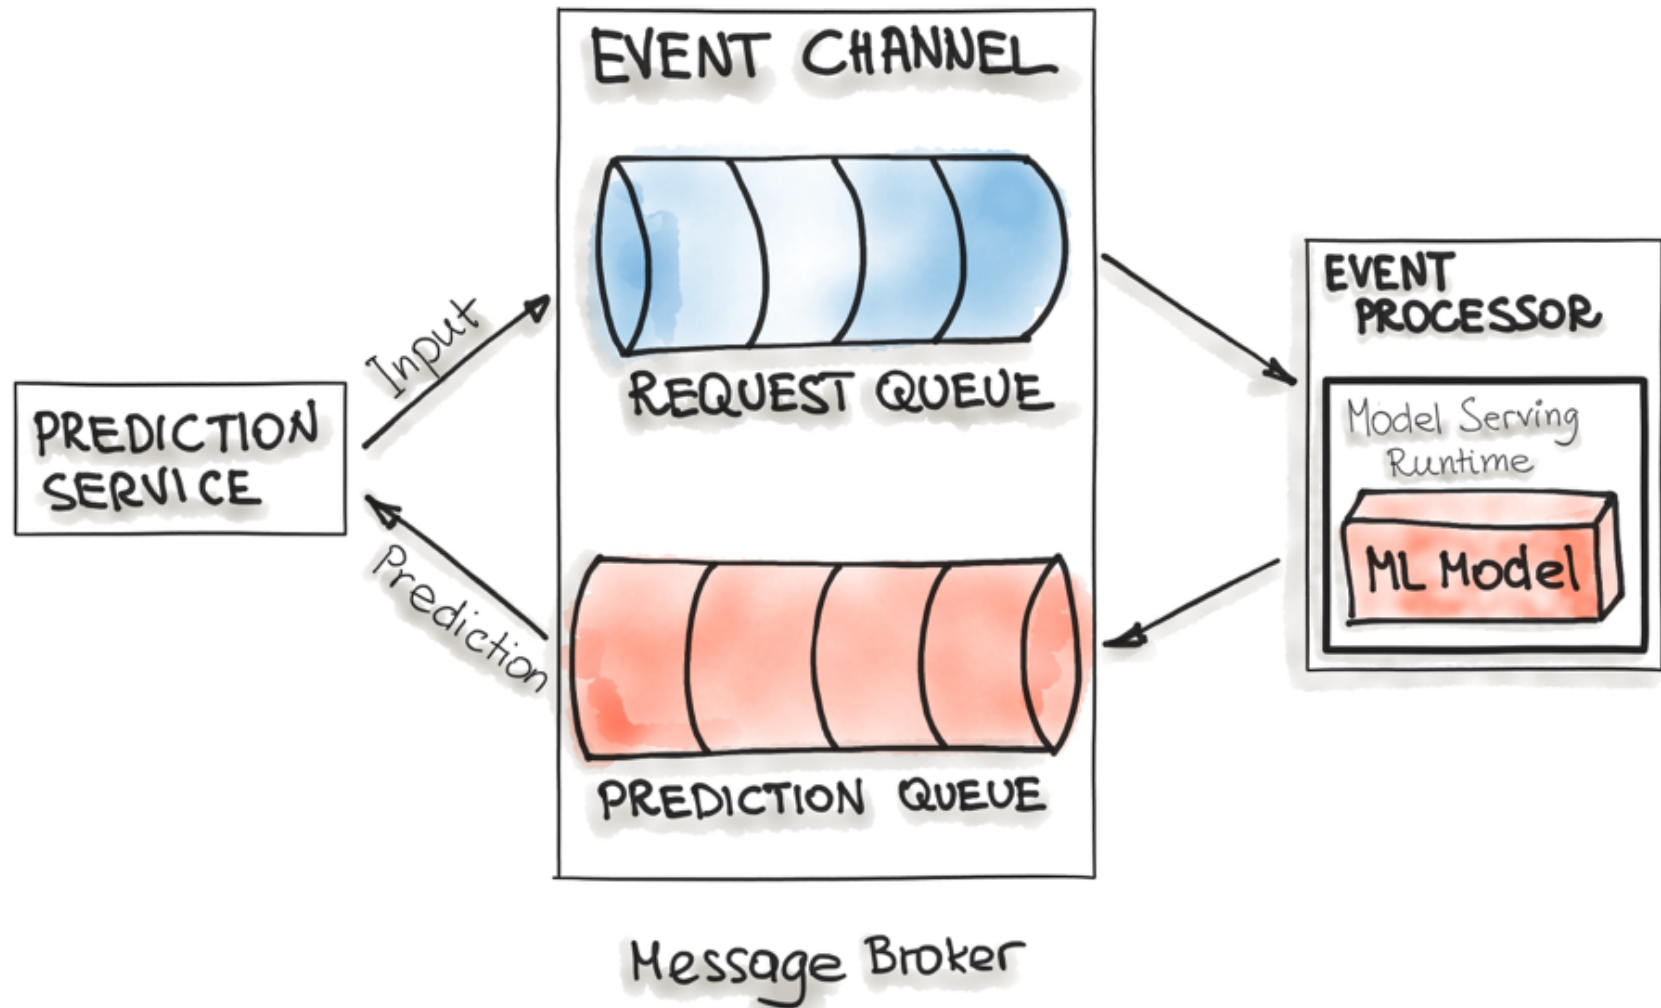 EVENT CHANNEL
REQUEST QUEUE
PREDICTION QUEUE
Message Broker
Input
Prediction
PREDICTION
SERVICE
EVENT
PROCESSOR
Model Serving
Runtime
ML Model